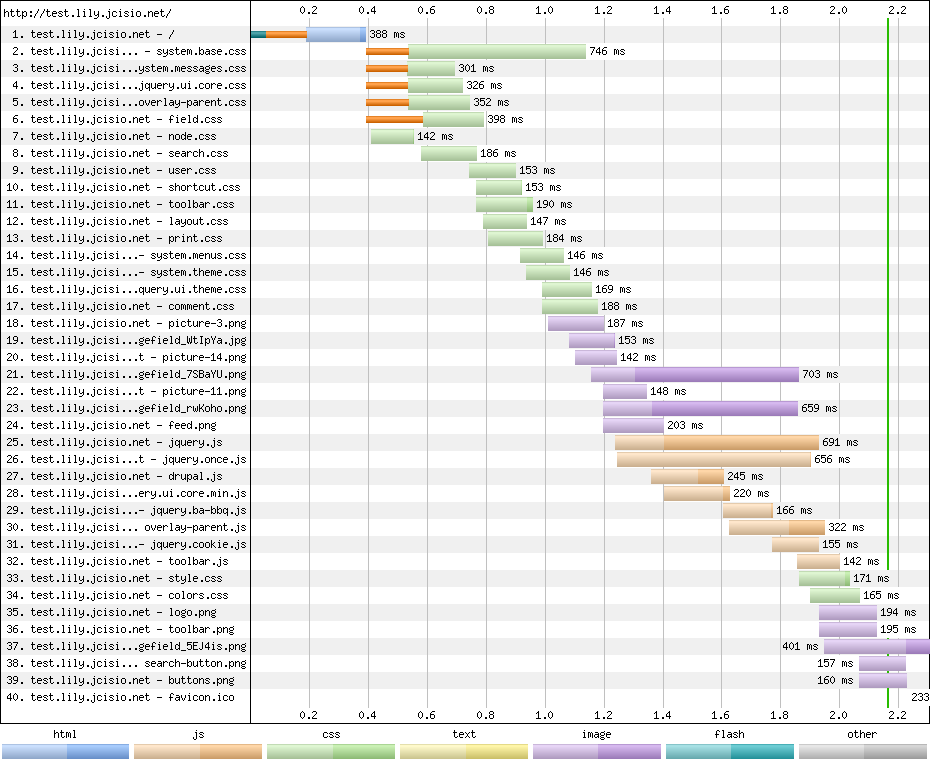 http://test.lily.jcisio.net/ 0.2 0.4 0.6 0.8 1.0 1.2 1.4 1.6 1.8 2.0 2.2
1. test.lily.jcisio.net - / 388 ms
2. test.lily.jcisi... - system.base.css 746 ms
3. test.lily.jcisi...ystem.messages.css 301 ms
4. test.lily.jcisi...jquery.ui.core.css 326 ms
5. test.lily.jcisi...overlay-parent.css 352 ms
6. test.lily.jcisio.net - field.css 398 ms
7. test.lily.jcisio.net - node.css 142 ms
8. test.lily.jcisio.net - search.css 186 ms
9. test.lily.jcisio.net - user.css 153 ms
10. test.lily.jcisio.net - shortcut.css 153 ms
11. test.lily.jcisio.net - toolbar.css 190 ms
12. test.lily.jcisio.net - layout.css 147 ms
13. test.lily.jcisio.net - print.css 184 ms
14. test.lily.jcisi...- system.menus.css 146 ms
15. test.lily.jcisi...- system.theme.css 146 ms
16. test.lily.jcisi...query.ui.theme.css 169 ms
17. test.lily.jcisio.net - comment.css 188 ms
18. test.lily.jcisio.net - picture-3.png 187 ms
19. test.lily.jcisi...gefield_WtIpYa.jpg 153 ms
20. test.lily.jcisi...t - picture-14.png 142 ms
21. test.lily.jcisi...gefield_7SBaYU.png 703 ms
22. test.lily.jcisi...t - picture-11.png 148 ms
23. test.lily.jcisi...gefield_rwKoho.png 659 ms
24. test.lily.jcisio.net - feed.png 203 ms
25. test.lily.jcisio.net - jquery.js 691 ms
26. test.lily.jcisi...t - jquery.once.js 656 ms
27. test.lily.jcisio.net - drupal.js 245 ms
28. test.lily.jcisi...ery.ui.core.min.js 220 ms
29. test.lily.jcisi...- jquery.ba-bbq.js 166 ms
30. test.lily.jcisi... overlay-parent.js 322 ms
31. test.lily.jcisi...- jquery.cookie.js 155 ms
32. test.lily.jcisio.net - toolbar.js 142 ms
33. test.lily.jcisio.net - style.css 171 ms
34. test.lily.jcisio.net - colors.css 165 ms
35. test.lily.jcisio.net - logo.png 194 ms
36. test.lily.jcisio.net - toolbar.png 195 ms
37. test.lily.jcisi...gefield_5EJ4is.png 401 ms
38. test.lily.jcisi... search-button.png 157 ms
39. test.lily.jcisio.net - buttons.png 160 ms
40. test.lily.jcisio.net - favicon.ico 233
0.2 0.4 0.6 0.8 1.0 1.2 1.4 1.6 1.8 2.0 2.2
html js css text image flash other